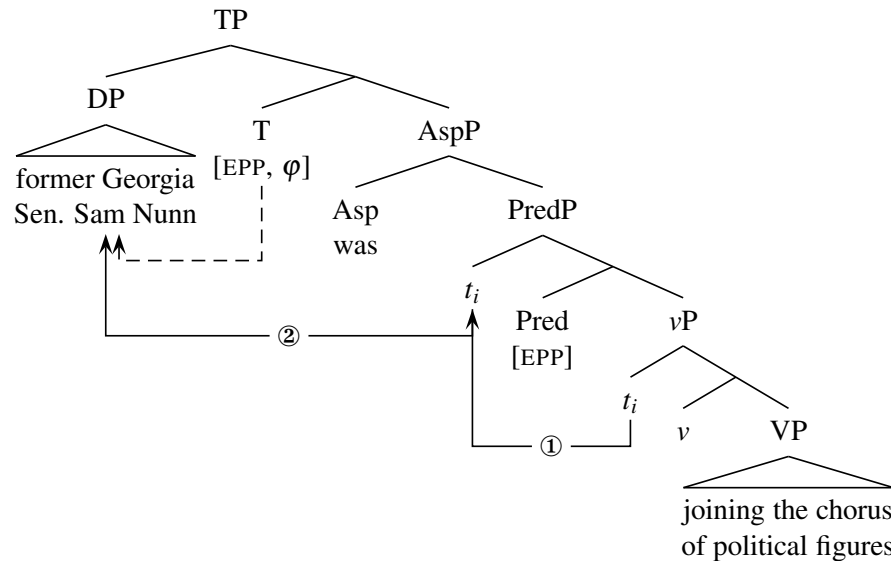 TP
DP
T
[EPP, φ]
AspP
former Georgia
Sen. Sam Nunn
Asp
was
PredP
t_i
Pred
[EPP]
vP
②
t_i
v
VP
①
joining the chorus
of political figures